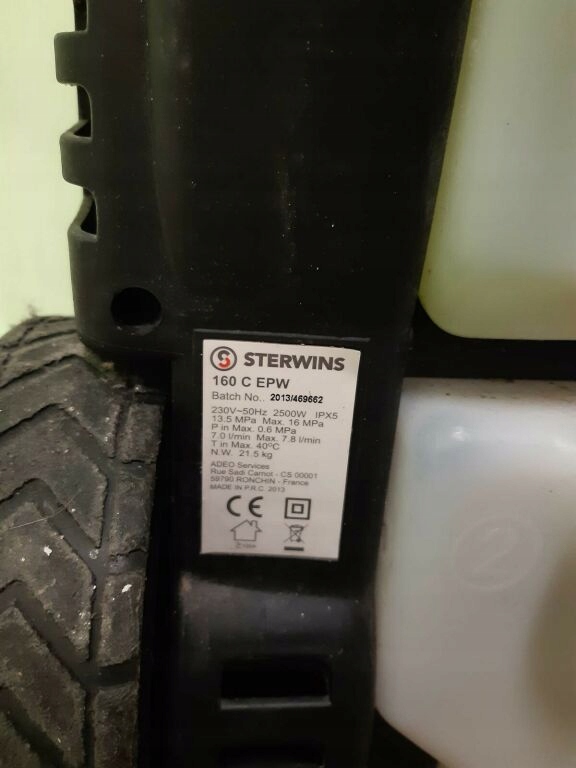 STERWINS
160 C EPW
Batch No.. 2013/469662
230V~50Hz 2500W IPX5
13.5 MPa Max. 16 MPa
P in Max. 0.6 MPa
7.0 l/min Max. 7.8 l/min
T in Max. 40ºC
N.W. 21.5 kg
ADEO Services
Rue Sadi Carnot - CS 00001
59790 RONCHIN - France
MADE IN P.R.C. 2013
CE